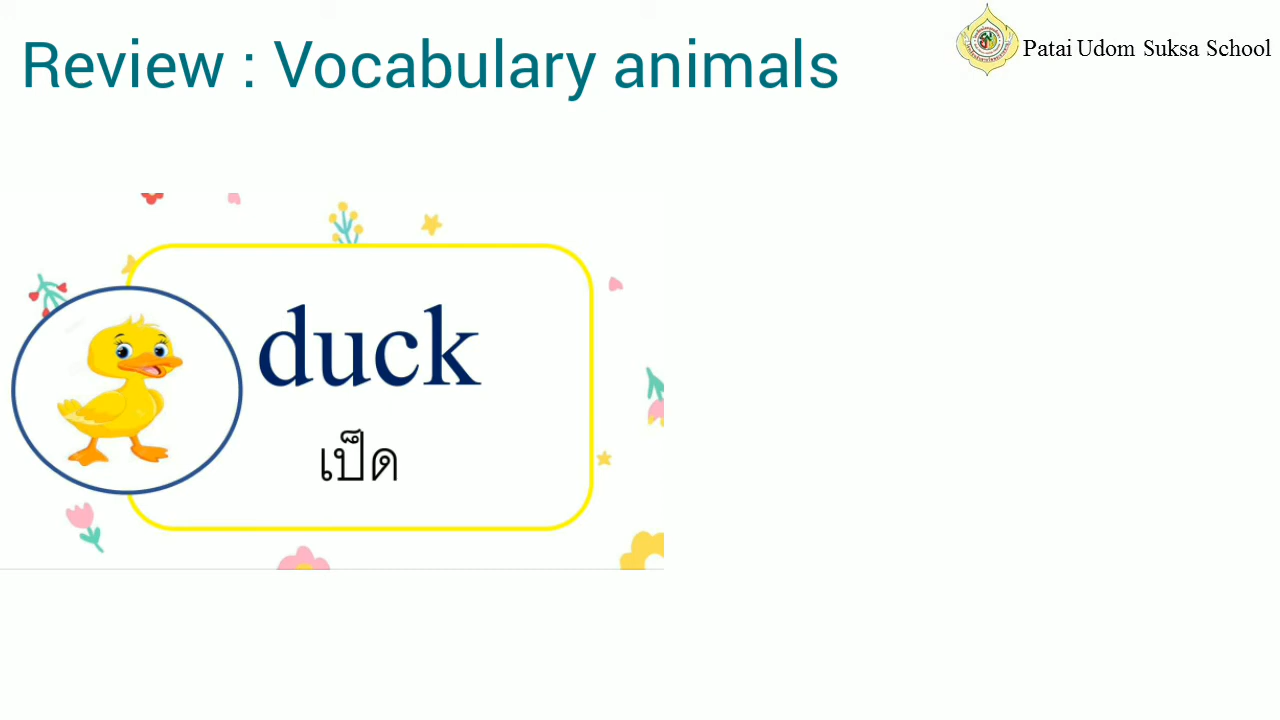 Review : Vocabulary animals
Patai Udom Suksa School
duck
เป็ด